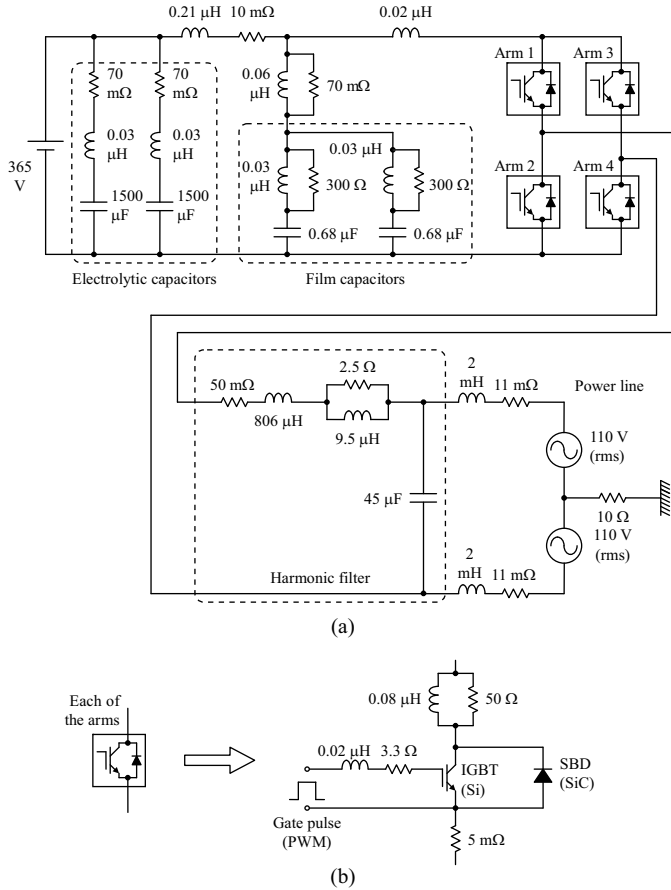 0.21 μH
10 mΩ
0.02 μH
70
mΩ
70
mΩ
0.06
μH
70 mΩ
Arm 1
Arm 3
0.03
μH
0.03
μH
0.03
μH
0.03 μH
300 Ω
300 Ω
365
V
Arm 2
Arm 4
1500
μF
1500
μF
0.68 μF
0.68 μF
Electrolytic capacitors
Film capacitors
50 mΩ
806 μH
2.5 Ω
9.5 μH
2
mH
11 mΩ
Power line
110 V
(rms)
45 μF
10 Ω
110 V
(rms)
2
mH
11 mΩ
Harmonic filter
(a)
Each of
the arms
0.08 μH
50 Ω
0.02 μH
3.3 Ω
IGBT
(Si)
SBD
(SiC)
Gate pulse
(PWM)
5 mΩ
(b)